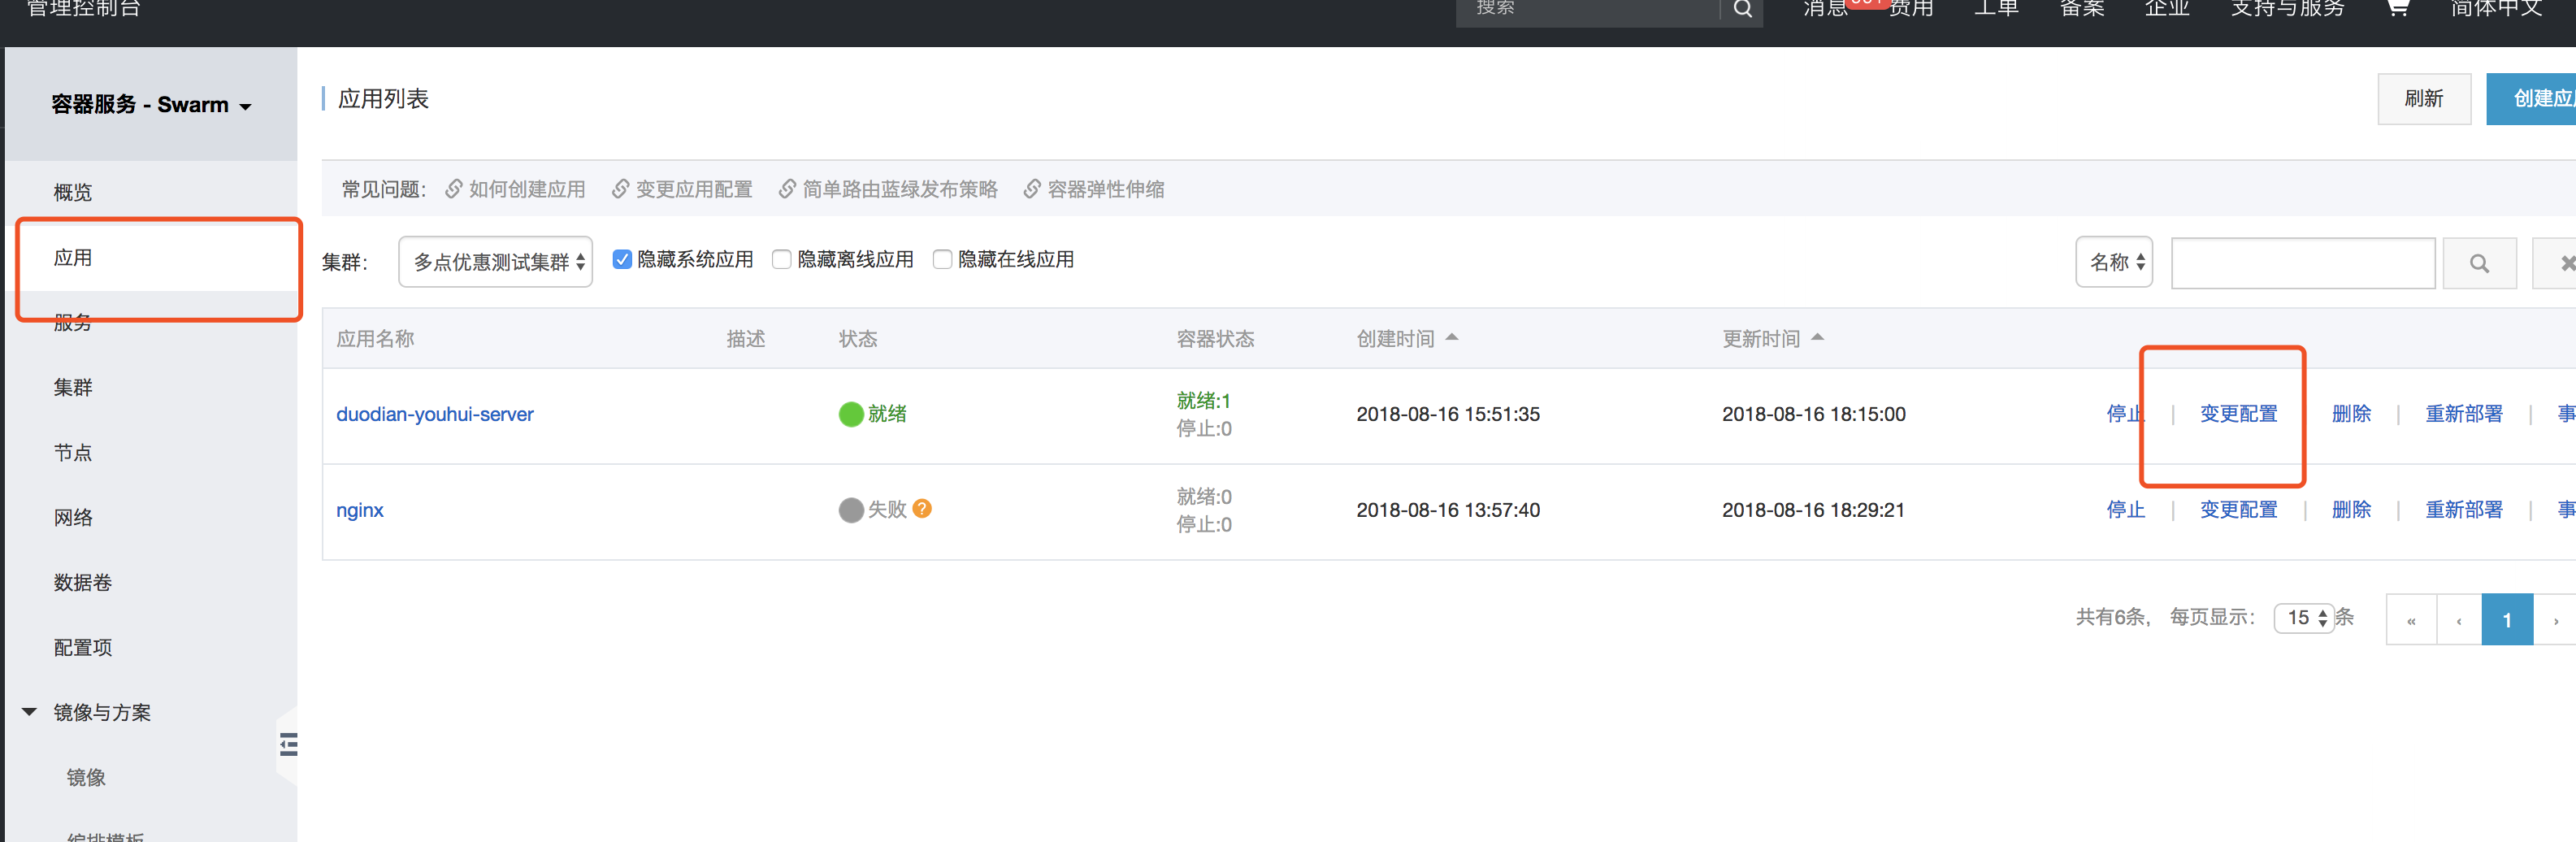 管理控制台
搜索
消息 99+ 费用 工单 备案 企业 支持与服务 简体中文
容器服务 - Swarm
概览
应用
服务
集群
节点
网络
数据卷
配置项
镜像与方案
镜像
编排模板
应用列表
刷新 创建应
常见问题： 如何创建应用 变更应用配置 简单路由蓝绿发布策略 容器弹性伸缩
集群： 多点优惠测试集群 隐藏系统应用 隐藏离线应用 隐藏在线应用 名称
应用名称 描述 状态 容器状态 创建时间 更新时间
duodian-youhui-server 就绪 就绪:1 2018-08-16 15:51:35 2018-08-16 18:15:00 停止 | 变更配置 删除 | 重新部署 | 事
停止:0
nginx 失败 ? 就绪:0 2018-08-16 13:57:40 2018-08-16 18:29:21 停止 | 变更配置 | 删除 | 重新部署 | 事
停止:0
共有6条， 每页显示： 15 条 « ‹ 1 ›